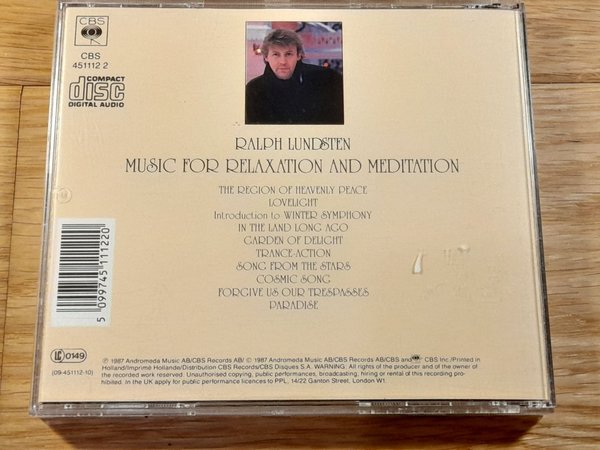 CBS
CBS
451112 2
COMPACT
disc
DIGITAL AUDIO
RALPH LUNDSTEN
MUSIC FOR RELAXATION AND MEDITATION
THE REGION OF HEAVENLY PEACE
LOVELIGHT
Introduction to WINTER SYMPHONY
IN THE LAND LONG AGO
GARDEN OF DELIGHT
TRANCE-ACTION
SONG FROM THE STARS
COSMIC SONG
FORGIVE US OUR TRESPASSES
PARADISE
5 099745 111220
LC 0149
(09-451112-10)
℗ 1987 Andromeda Music AB/CBS Records AB/ © 1987 Andromeda Music AB/CBS Records AB/CBS and CBS Inc./Printed in
Holland/Imprimé Hollande/Distribution CBS Records/CBS Disques S.A. WARNING: All rights of the producer and of the owner of
the recorded work reserved. Unauthorised copying, public performances, broadcasting, hiring or rental of this recording pro-
hibited. In the UK apply for public performance licences to PPL, 14/22 Ganton Street, London W1.